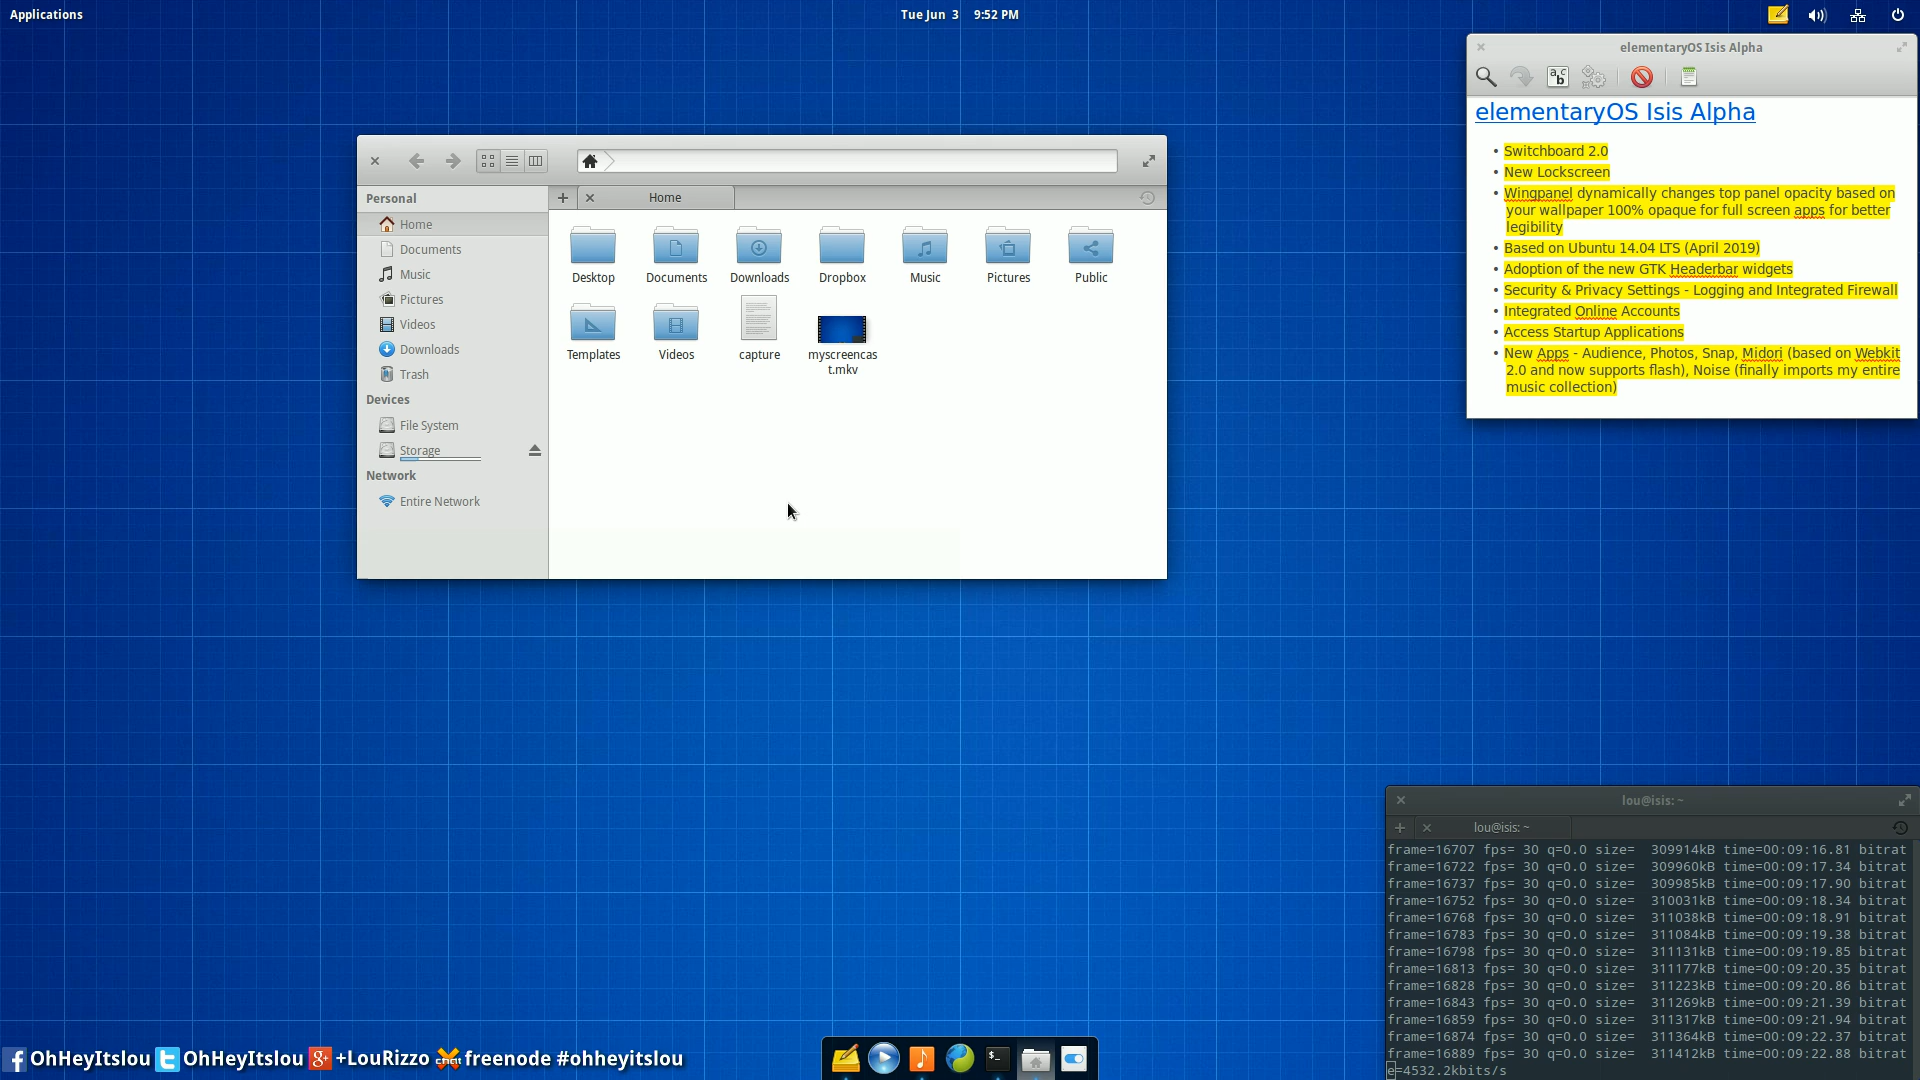 Applications
Tue Jun 3 9:52 PM
elementaryOS Isis Alpha
elementaryOS Isis Alpha
• Switchboard 2.0
• New Lockscreen
• Wingpanel dynamically changes top panel opacity based on
your wallpaper 100% opaque for full screen apps for better
legibility
• Based on Ubuntu 14.04 LTS (April 2019)
• Adoption of the new GTK Headerbar widgets
• Security & Privacy Settings - Logging and Integrated Firewall
• Integrated Online Accounts
• Access Startup Applications
• New Apps - Audience, Photos, Snap, Midori (based on Webkit
2.0 and now supports flash), Noise (finally imports my entire
music collection)
Personal
Home
Documents
Music
Pictures
Videos
Downloads
Trash
Devices
File System
Storage
Network
Entire Network
Home
Desktop Documents Downloads Dropbox Music Pictures Public
Templates Videos capture myscreencas
t.mkv
lou@isis: ~
lou@isis: ~
frame=16707 fps= 30 q=0.0 size= 309914kB time=00:09:16.81 bitrat
frame=16722 fps= 30 q=0.0 size= 309960kB time=00:09:17.34 bitrat
frame=16737 fps= 30 q=0.0 size= 309985kB time=00:09:17.90 bitrat
frame=16752 fps= 30 q=0.0 size= 310031kB time=00:09:18.34 bitrat
frame=16768 fps= 30 q=0.0 size= 311038kB time=00:09:18.91 bitrat
frame=16783 fps= 30 q=0.0 size= 311084kB time=00:09:19.38 bitrat
frame=16798 fps= 30 q=0.0 size= 311131kB time=00:09:19.85 bitrat
frame=16813 fps= 30 q=0.0 size= 311177kB time=00:09:20.35 bitrat
frame=16828 fps= 30 q=0.0 size= 311223kB time=00:09:20.86 bitrat
frame=16843 fps= 30 q=0.0 size= 311269kB time=00:09:21.39 bitrat
frame=16859 fps= 30 q=0.0 size= 311317kB time=00:09:21.94 bitrat
frame=16874 fps= 30 q=0.0 size= 311364kB time=00:09:22.37 bitrat
frame=16889 fps= 30 q=0.0 size= 311412kB time=00:09:22.88 bitrat
e=4532.2kbits/s
OhHeyItslou OhHeyItslou +LouRizzo chat freenode #ohheyitslou